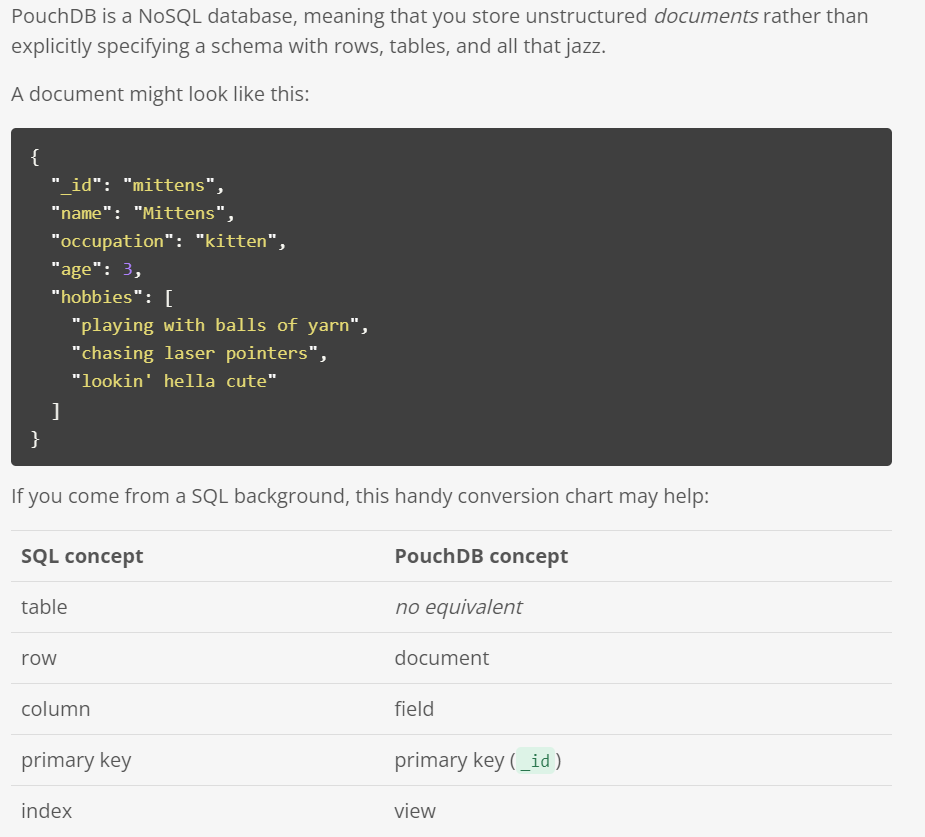 PouchDB is a NoSQL database, meaning that you store unstructured documents rather than
explicitly specifying a schema with rows, tables, and all that jazz.
A document might look like this:
{
  "_id": "mittens",
  "name": "Mittens",
  "occupation": "kitten",
  "age": 3,
  "hobbies": [
    "playing with balls of yarn",
    "chasing laser pointers",
    "lookin' hella cute"
  ]
}
If you come from a SQL background, this handy conversion chart may help:
SQL concept PouchDB concept
table no equivalent
row document
column field
primary key primary key (_id)
index view